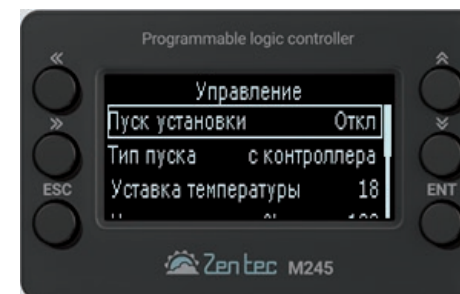 Programmable logic controller
«
»
ESC
ENT
Управление
Пуск установки Откл
Тип пуска с контроллера
Уставка температуры 18
Zentec M245